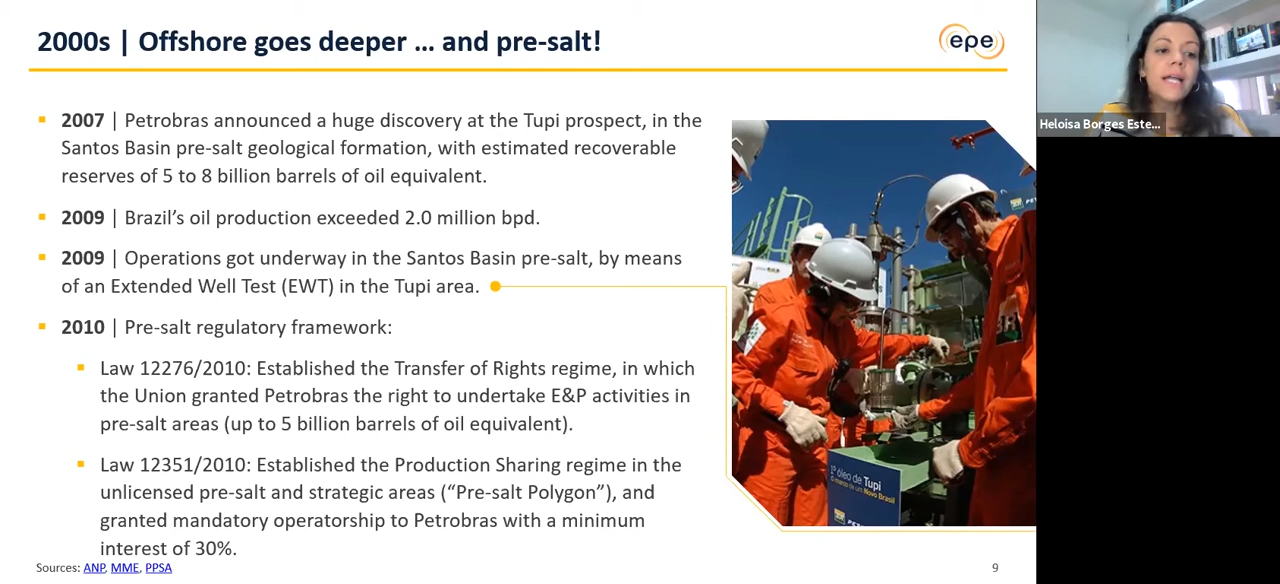 2000s | Offshore goes deeper ... and pre-salt!
epe
Heloisa Borges Este...
2007 | Petrobras announced a huge discovery at the Tupi prospect, in the
Santos Basin pre-salt geological formation, with estimated recoverable
reserves of 5 to 8 billion barrels of oil equivalent.
2009 | Brazil's oil production exceeded 2.0 million bpd.
2009 | Operations got underway in the Santos Basin pre-salt, by means
of an Extended Well Test (EWT) in the Tupi area.
2010 | Pre-salt regulatory framework:
Law 12276/2010: Established the Transfer of Rights regime, in which
the Union granted Petrobras the right to undertake E&P activities in
pre-salt areas (up to 5 billion barrels of oil equivalent).
Law 12351/2010: Established the Production Sharing regime in the
unlicensed pre-salt and strategic areas (“Pre-salt Polygon”), and
granted mandatory operatorship to Petrobras with a minimum
interest of 30%.
1º óleo de Tupi
O marco de um Novo Brasil
Sources: ANP, MME, PPSA
9